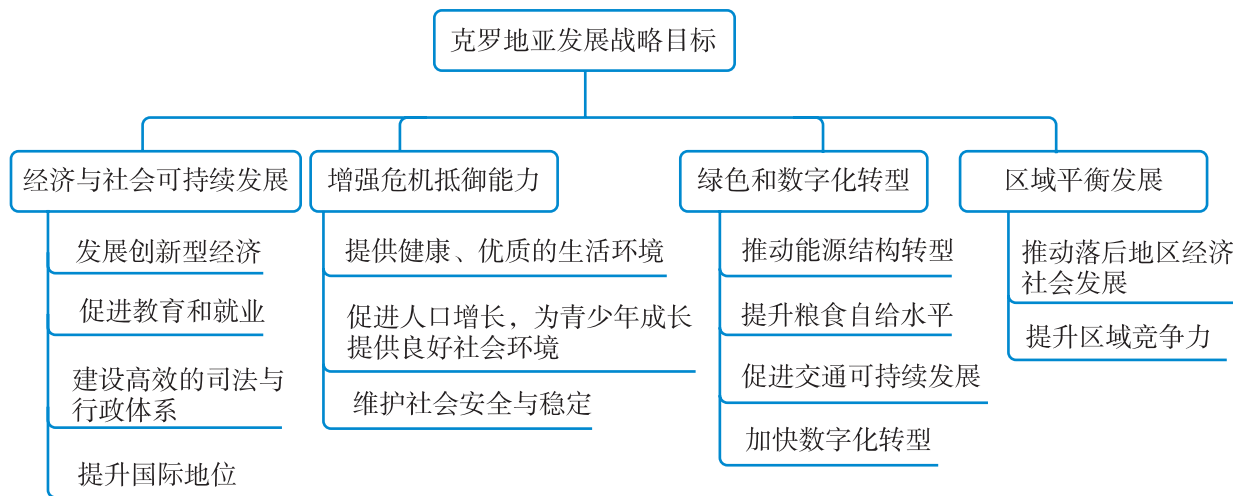 克罗地亚发展战略目标
经济与社会可持续发展
发展创新型经济
促进教育和就业
建设高效的司法与
行政体系
提升国际地位
增强危机抵御能力
提供健康、优质的生活环境
促进人口增长，为青少年成长
提供良好社会环境
维护社会安全与稳定
绿色和数字化转型
推动能源结构转型
提升粮食自给水平
促进交通可持续发展
加快数字化转型
区域平衡发展
推动落后地区经济
社会发展
提升区域竞争力